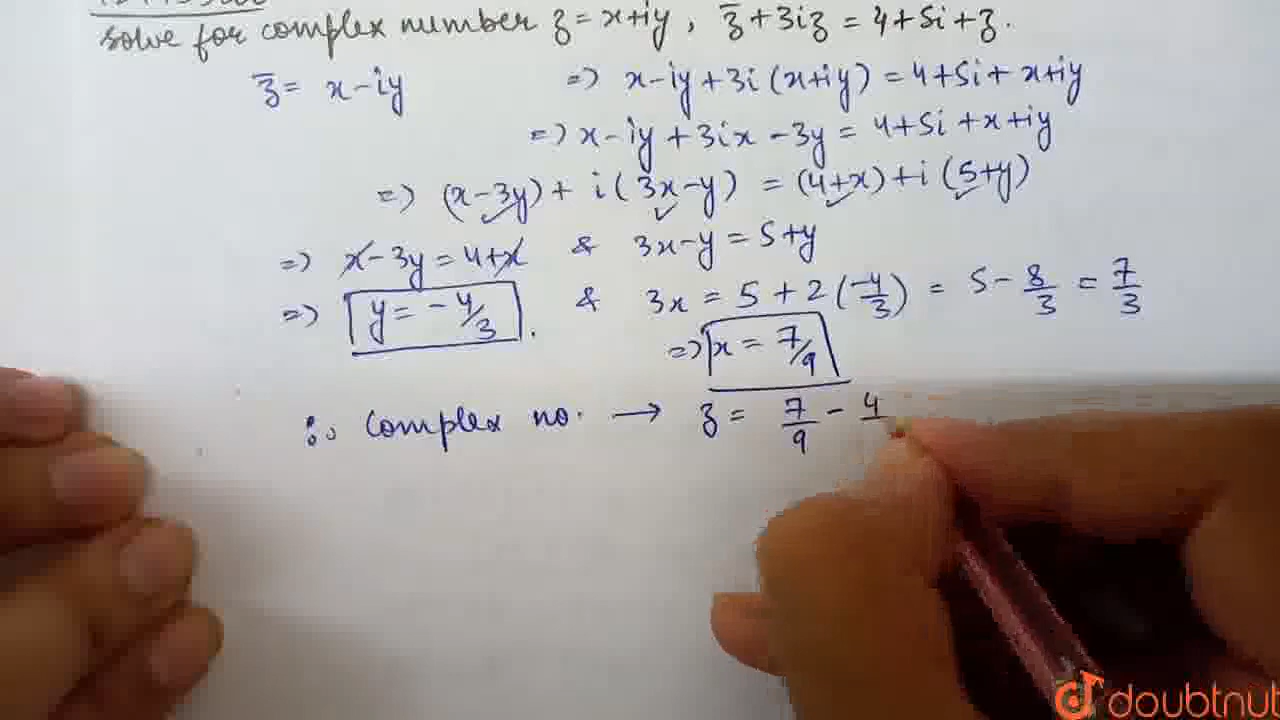 solve for complex number z = x+iy, z̅ + 3iz = 4+5i+z.
z̅ = x-iy ⇒ x-iy+3i(x+iy) = 4+5i+x+iy
⇒ x-iy+3ix-3y = 4+5i+x+iy
⇒ (x-3y)+i(3x-y) = (4+x)+i(5+y)
⇒ x-3y = 4+x & 3x-y = 5+y
⇒ y = -4/3. & 3x = 5+2(-4/3) = 5-8/3 = 7/3
⇒ x = 7/9
∴ Complex no. → z = 7/9 - 4
doubtnut